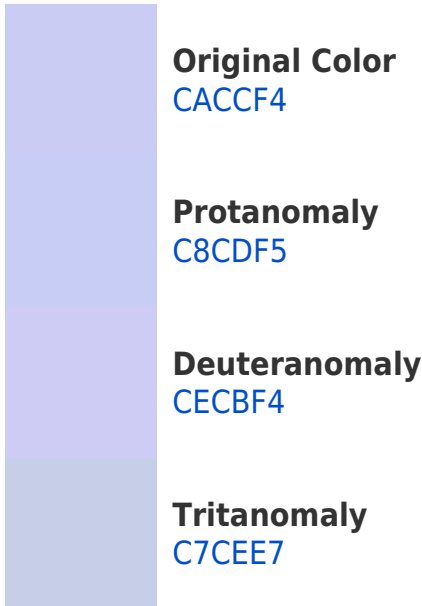 Original Color
CACCF4
Protanomaly
C8CDF5
Deuteranomaly
CECBF4
Tritanomaly
C7CEE7